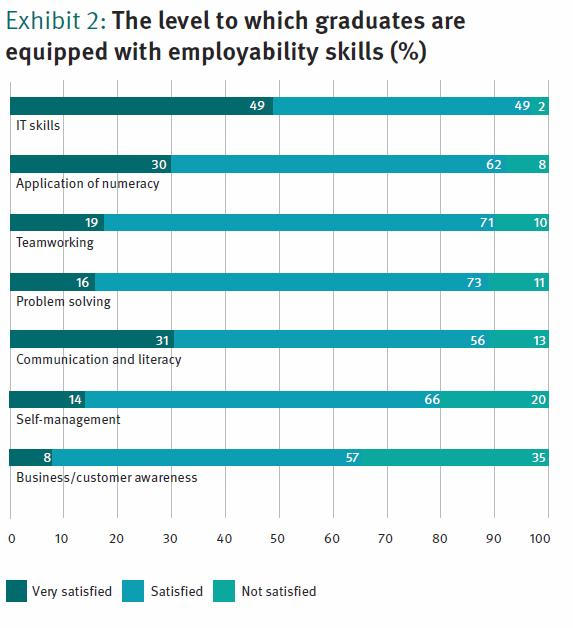 Exhibit 2: The level to which graduates are
equipped with employability skills (%)
49 49 2
IT skills
30 62 8
Application of numeracy
19 71 10
Teamworking
16 73 11
Problem solving
31 56 13
Communication and literacy
14 66 20
Self-management
8 57 35
Business/customer awareness
0 10 20 30 40 50 60 70 80 90 100
Very satisfied Satisfied Not satisfied